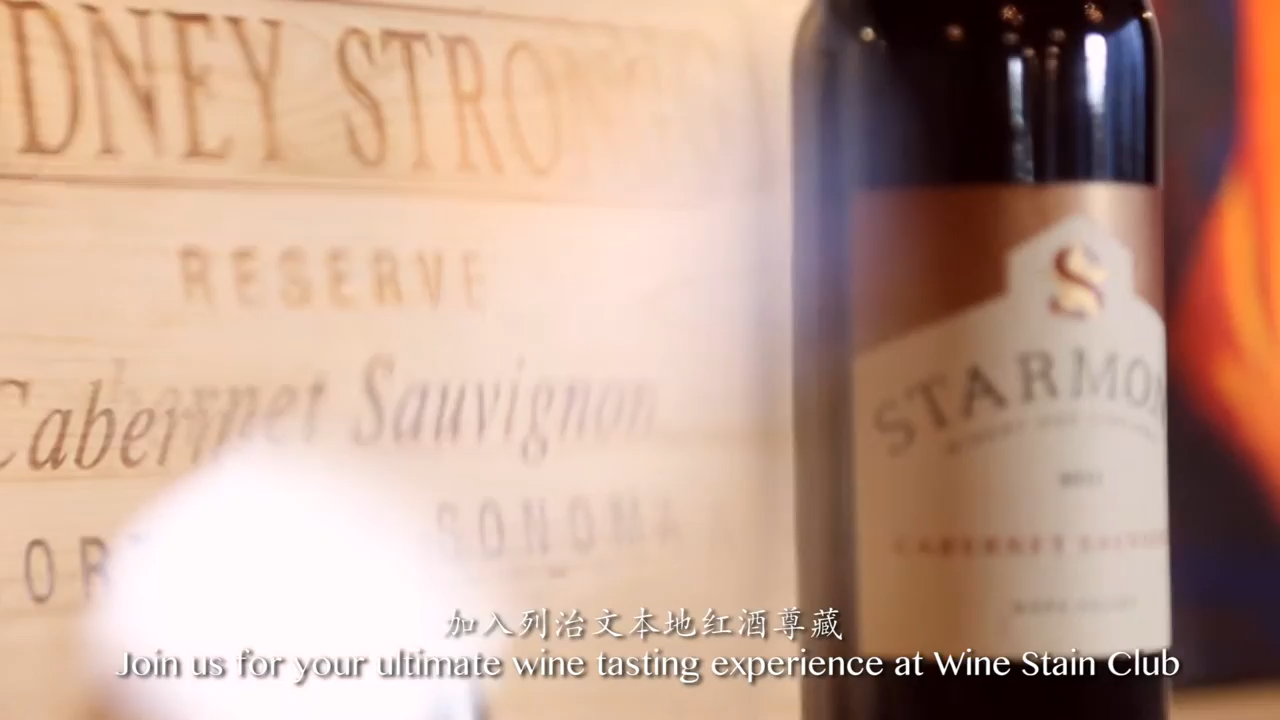 DNEY STRON
RESERVE
Cabernet Sauvignon
SONOMA
S
STARMON
CABERNET
加入列治文本地红酒尊藏
Join us for your ultimate wine tasting experience at Wine Stain Club